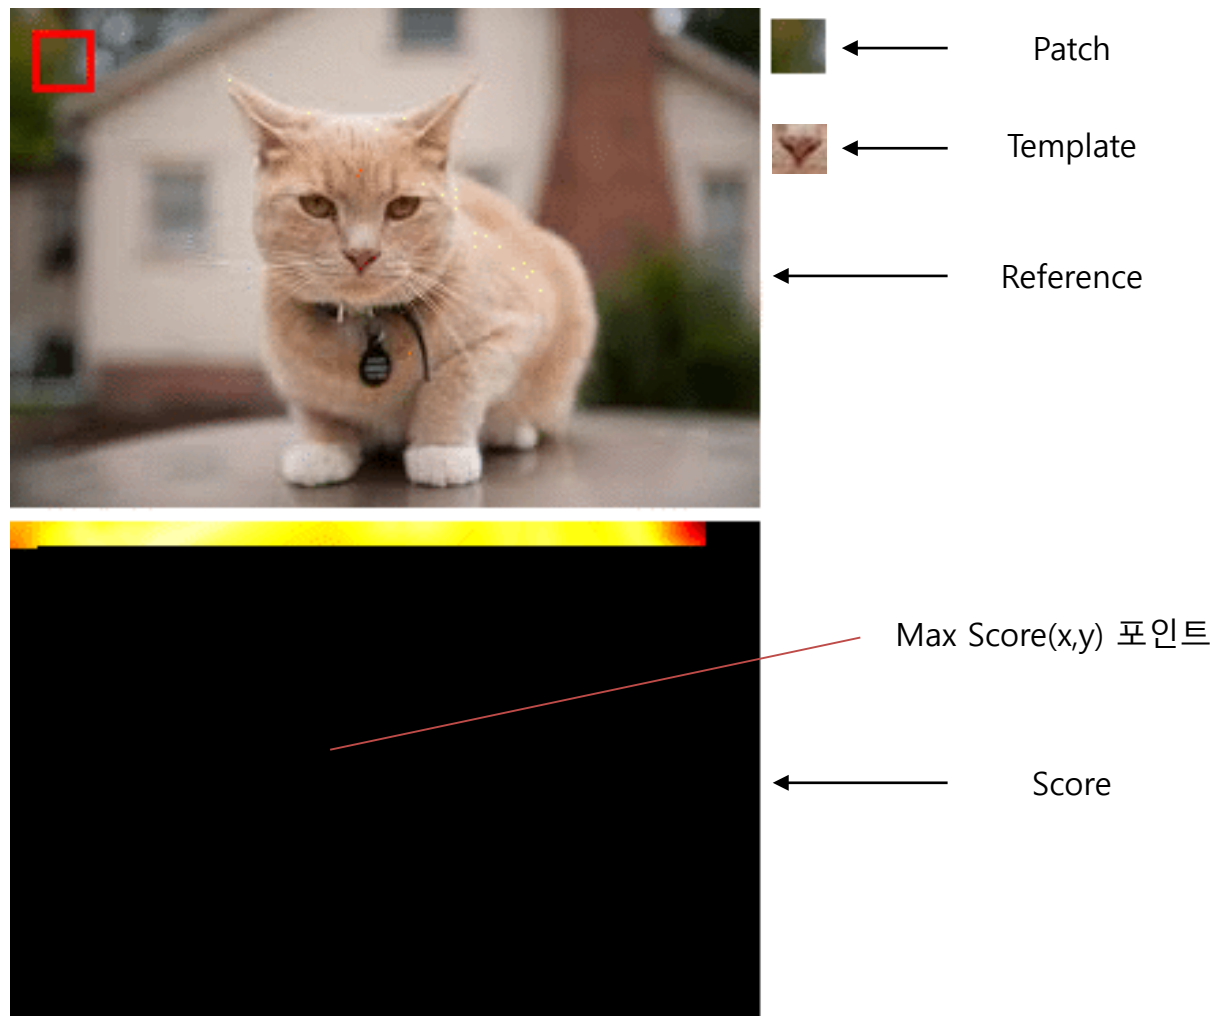 Patch
Template
Reference
Max Score(x,y) 포인트
Score